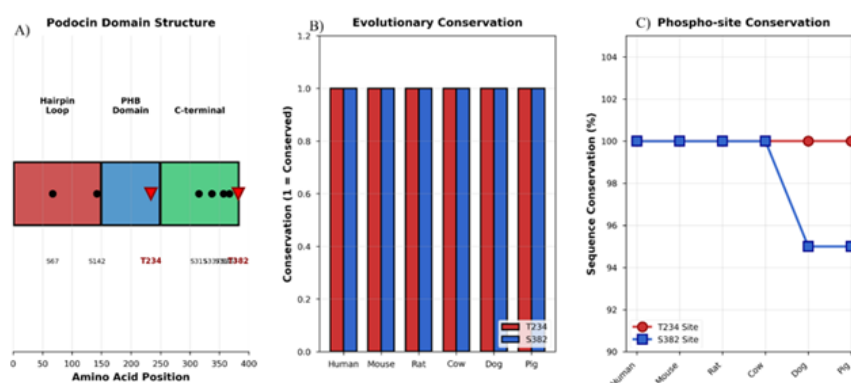 A)
Podocin Domain Structure
Hairpin
Loop
PHB
Domain
C-terminal
S67
S142
T234
S315
T382
0
50
100
150
200
250
300
350
400
Amino Acid Position
B)
Evolutionary Conservation
Conservation (1 = Conserved)
1.2
1.0
0.8
0.6
0.4
0.2
0.0
T234
S382
Human
Mouse
Rat
Cow
Dog
Pig
C)
Phospho-site Conservation
Sequence Conservation (%)
104
102
100
98
96
94
92
90
T234 Site
S382 Site
Human
Mouse
Rat
Cow
Dog
Pig